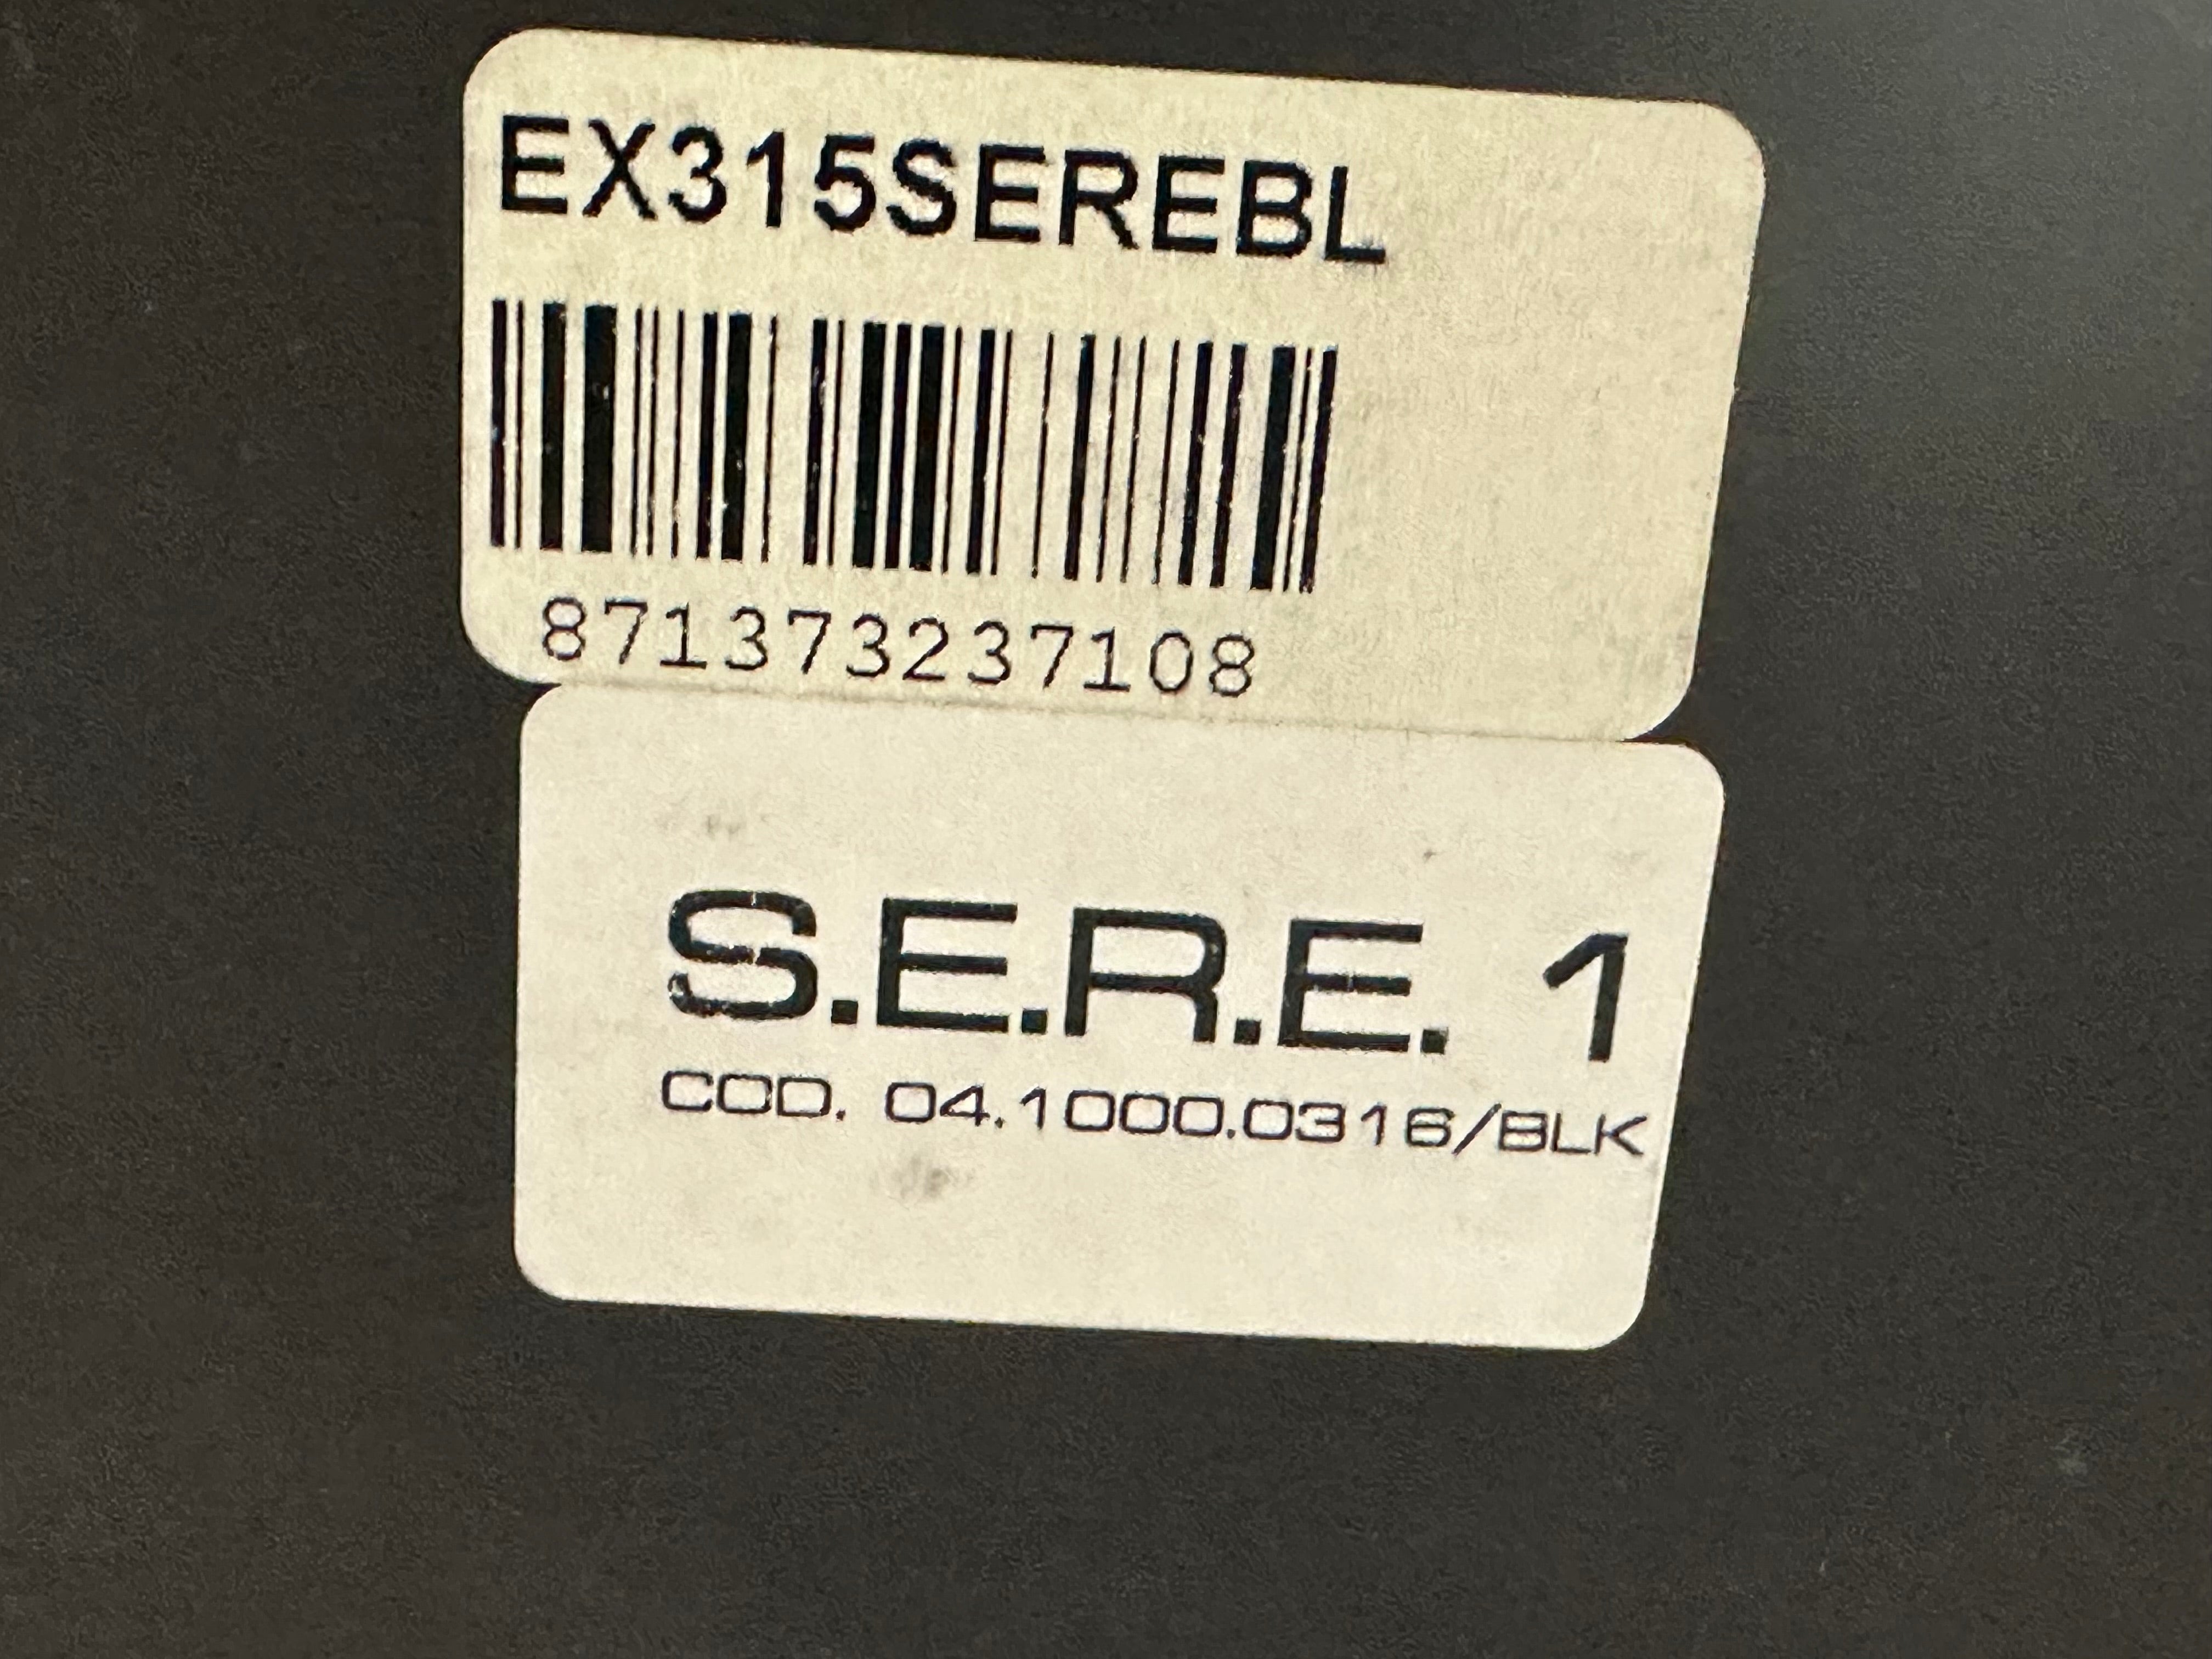 EX315SEREBL
871373237108
S.E.R.E. 1
COD. 04.1000.0316/BLK